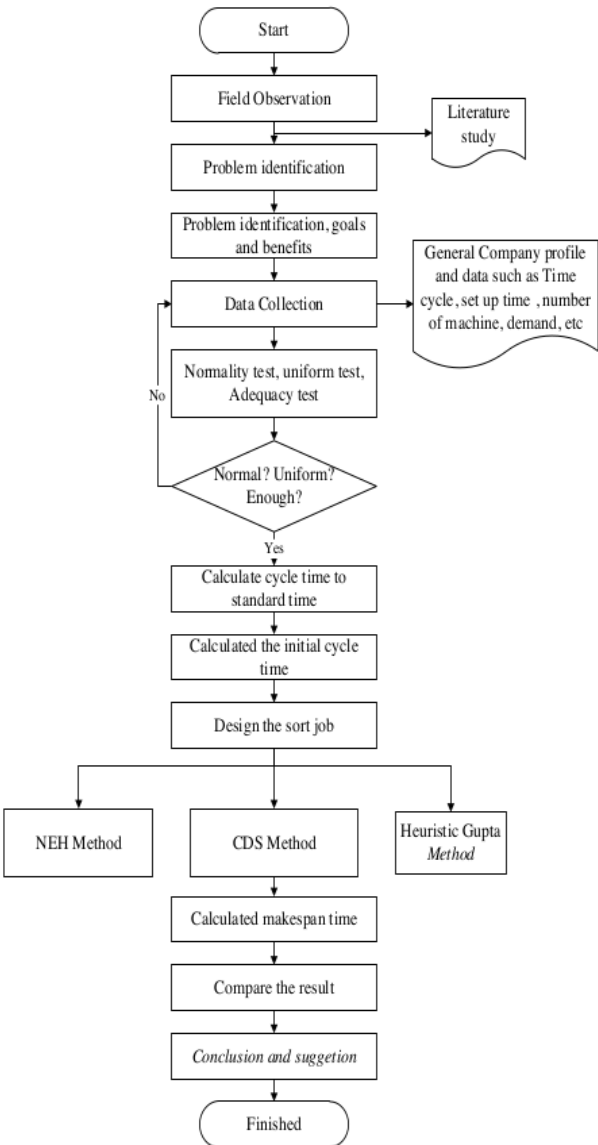 Start
Field Observation
Literature
study
Problem identification
Problem identification, goals
and benefits
General Company profile
and data such as Time
cycle, set up time , number
of machine, demand, etc
Data Collection
Normality test, uniform test,
Adequacy test
No
Normal? Uniform?
Enough?
Yes
Calculate cycle time to
standard time
Calculated the initial cycle
time
Design the sort job
NEH Method
CDS Method
Heuristic Gupta
Method
Calculated makespan time
Compare the result
Conclusion and suggetion
Finished